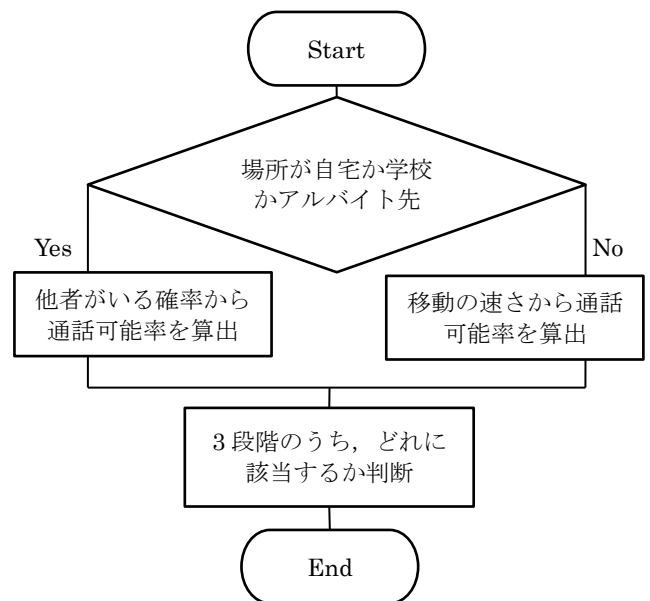 Start
場所が自宅か学校
かアルバイト先
Yes
No
他者がいる確率から
通話可能率を算出
移動の速さから通話
可能率を算出
３段階のうち，どれに
該当するか判断
End